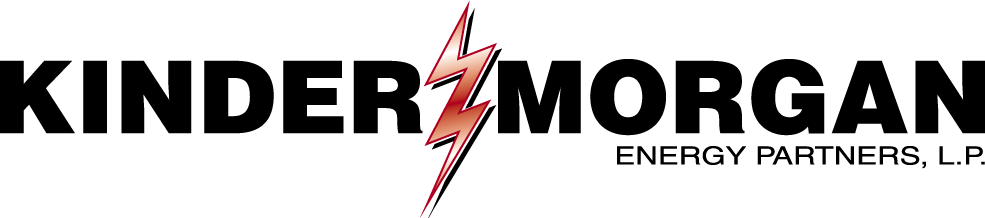 KINDER MORGAN
ENERGY PARTNERS, L.P.